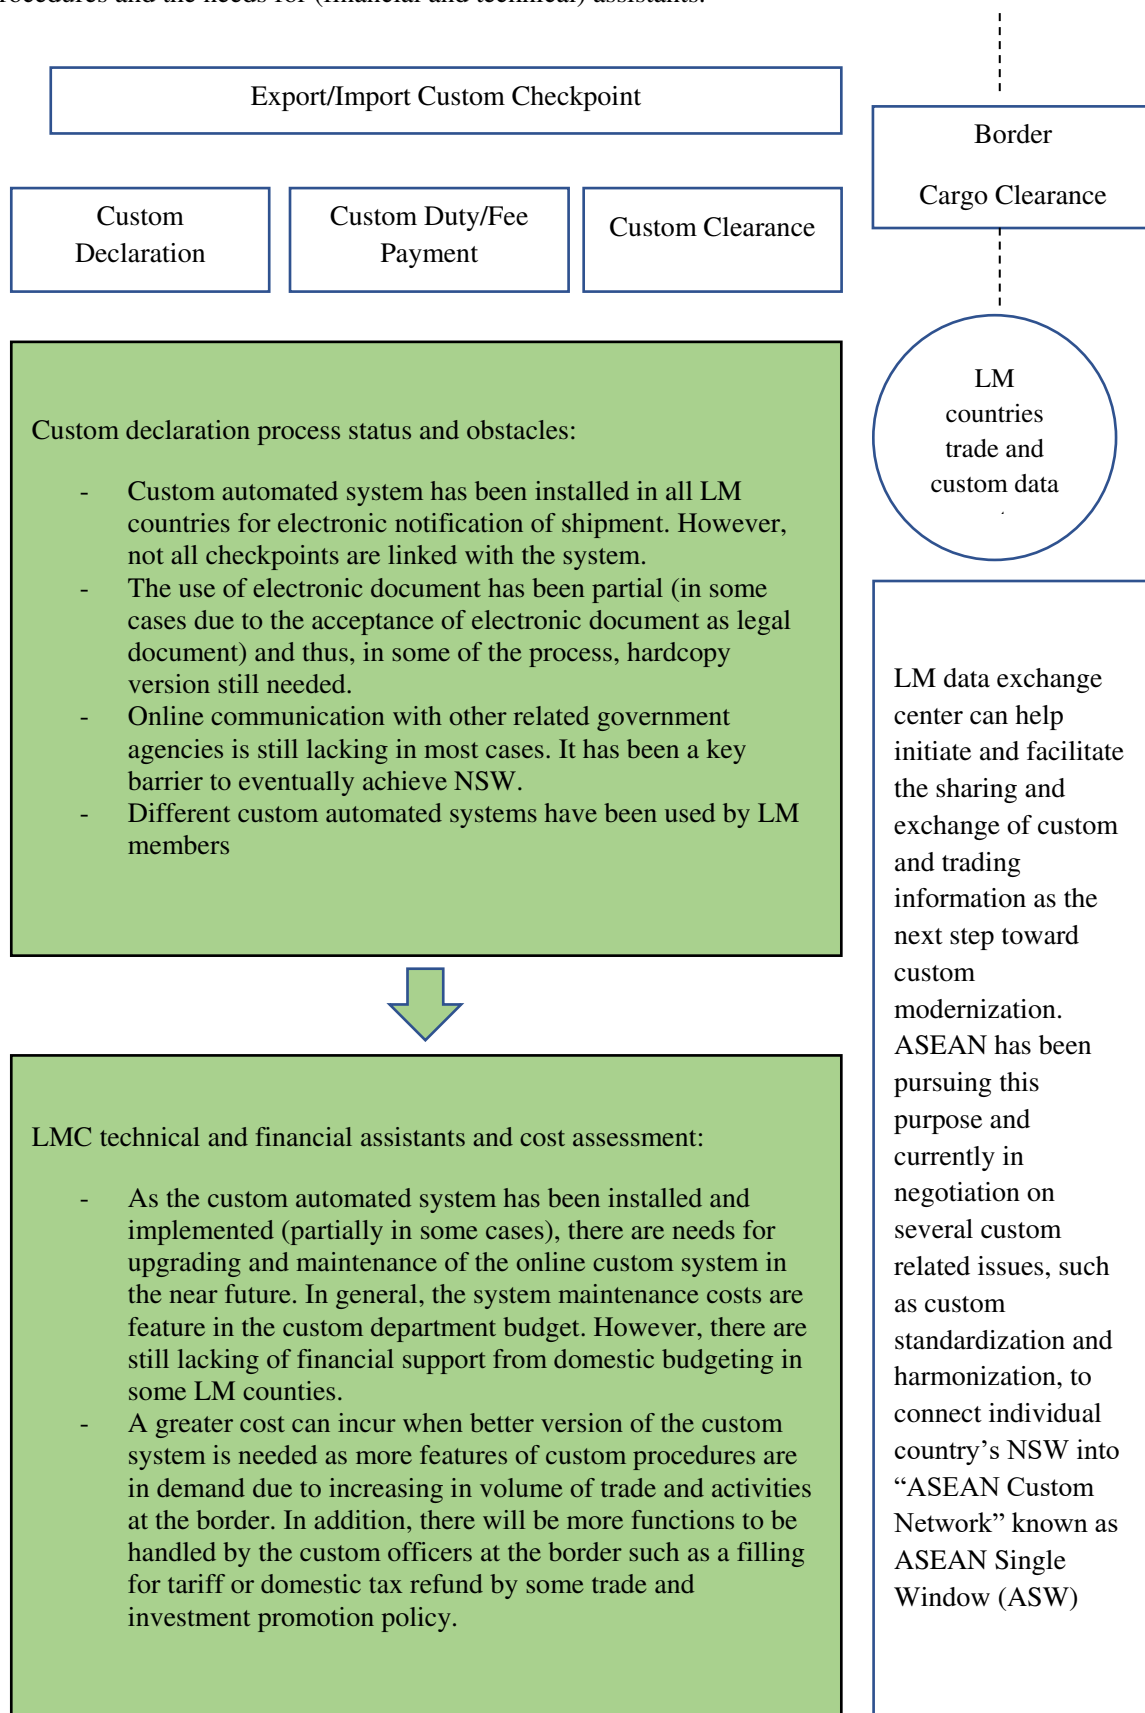 procedures and the needs for (financial and technical) assistants.
Export/Import Custom Checkpoint
Custom
Declaration
Custom Duty/Fee
Payment
Custom Clearance
Custom declaration process status and obstacles:
- Custom automated system has been installed in all LM
countries for electronic notification of shipment. However,
not all checkpoints are linked with the system.
- The use of electronic document has been partial (in some
cases due to the acceptance of electronic document as legal
document) and thus, in some of the process, hardcopy
version still needed.
- Online communication with other related government
agencies is still lacking in most cases. It has been a key
barrier to eventually achieve NSW.
- Different custom automated systems have been used by LM
members
LMC technical and financial assistants and cost assessment:
- As the custom automated system has been installed and
implemented (partially in some cases), there are needs for
upgrading and maintenance of the online custom system in
the near future. In general, the system maintenance costs are
feature in the custom department budget. However, there are
still lacking of financial support from domestic budgeting in
some LM counties.
- A greater cost can incur when better version of the custom
system is needed as more features of custom procedures are
in demand due to increasing in volume of trade and activities
at the border. In addition, there will be more functions to be
handled by the custom officers at the border such as a filling
for tariff or domestic tax refund by some trade and
investment promotion policy.
Border
Cargo Clearance
LM
countries
trade and
custom data
LM data exchange
center can help
initiate and facilitate
the sharing and
exchange of custom
and trading
information as the
next step toward
custom
modernization.
ASEAN has been
pursuing this
purpose and
currently in
negotiation on
several custom
related issues, such
as custom
standardization and
harmonization, to
connect individual
country's NSW into
"ASEAN Custom
Network" known as
ASEAN Single
Window (ASW)